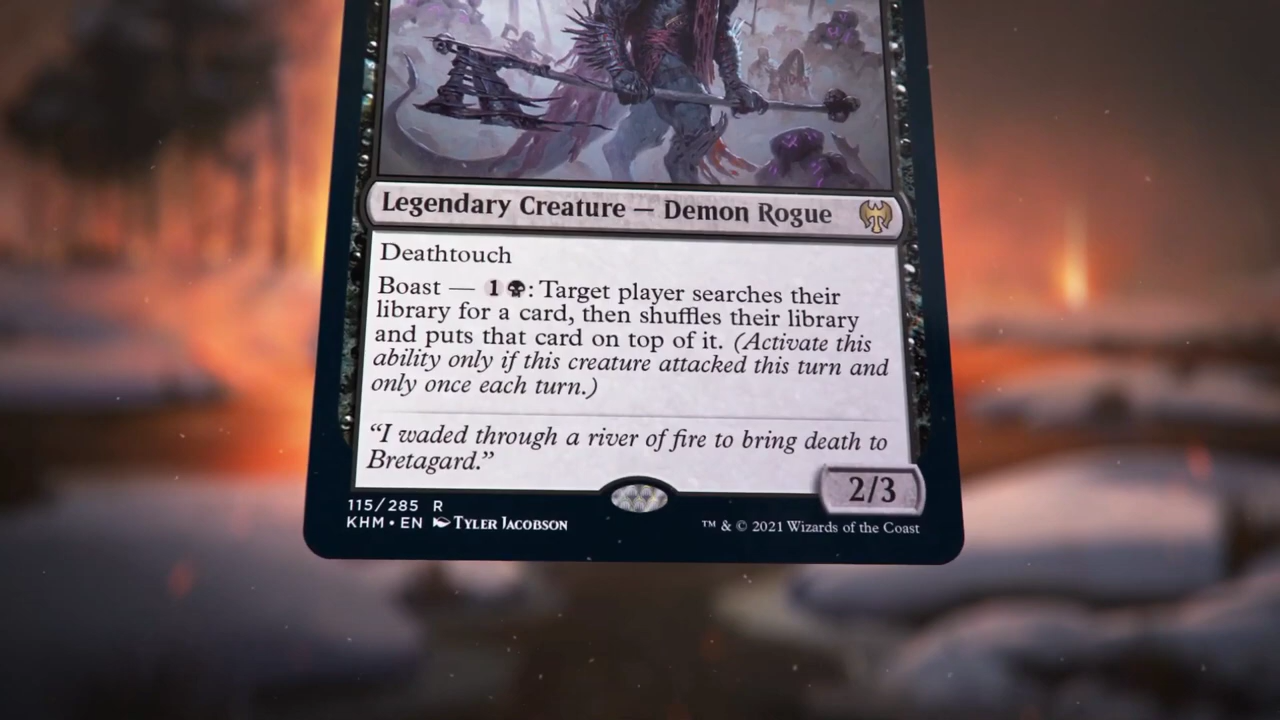 Legendary Creature — Demon Rogue
Deathtouch
Boast — 1: Target player searches their
library for a card, then shuffles their library
and puts that card on top of it. (Activate this
ability only if this creature attacked this turn and
only once each turn.)
“I waded through a river of fire to bring death to
Bretagard.”
2/3
115/285 R
KHM • EN Tyler Jacobson
™ & © 2021 Wizards of the Coast